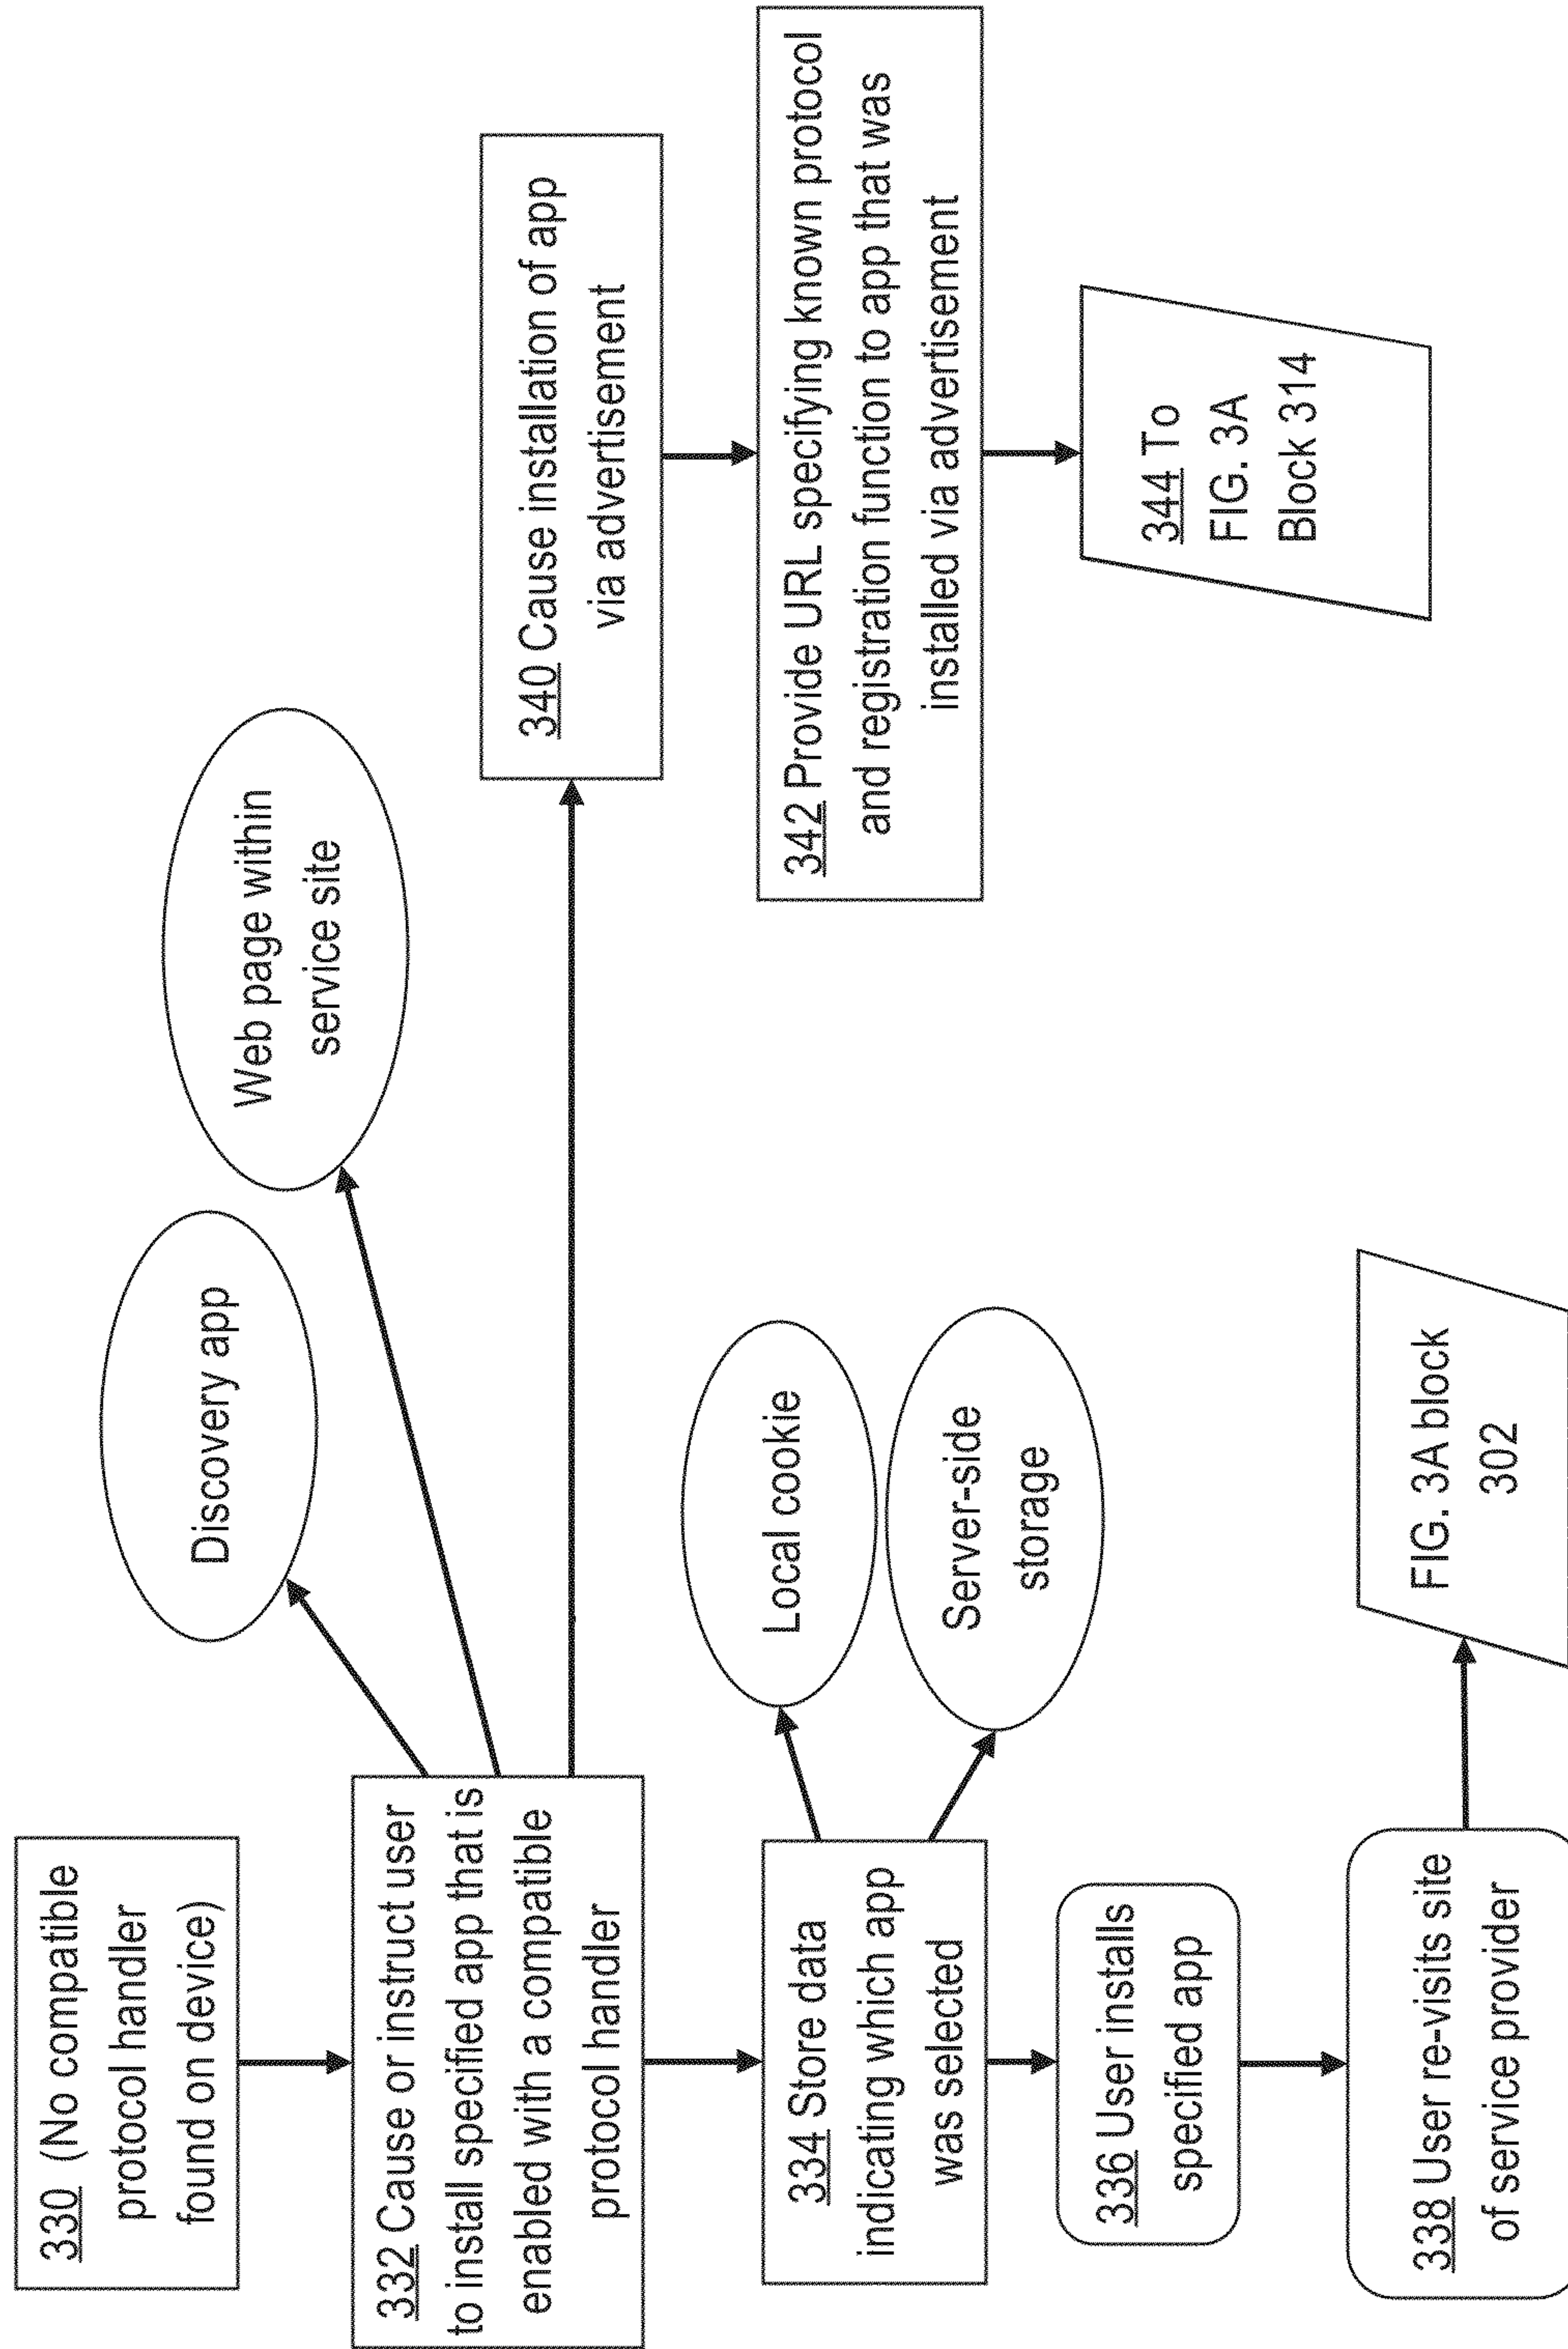 330 (No compatible
protocol handler
found on device)
332 Cause or instruct user
to install specified app that is
enabled with a compatible
protocol handler
Discovery app
Web page within
service site
340 Cause installation of app
via advertisement
342 Provide URL specifying known protocol
and registration function to app that was
installed via advertisement
344 To
FIG. 3A
Block 314
334 Store data
indicating which app
was selected
Local cookie
Server-side
storage
336 User installs
specified app
338 User re-visits site
of service provider
FIG. 3A block
302